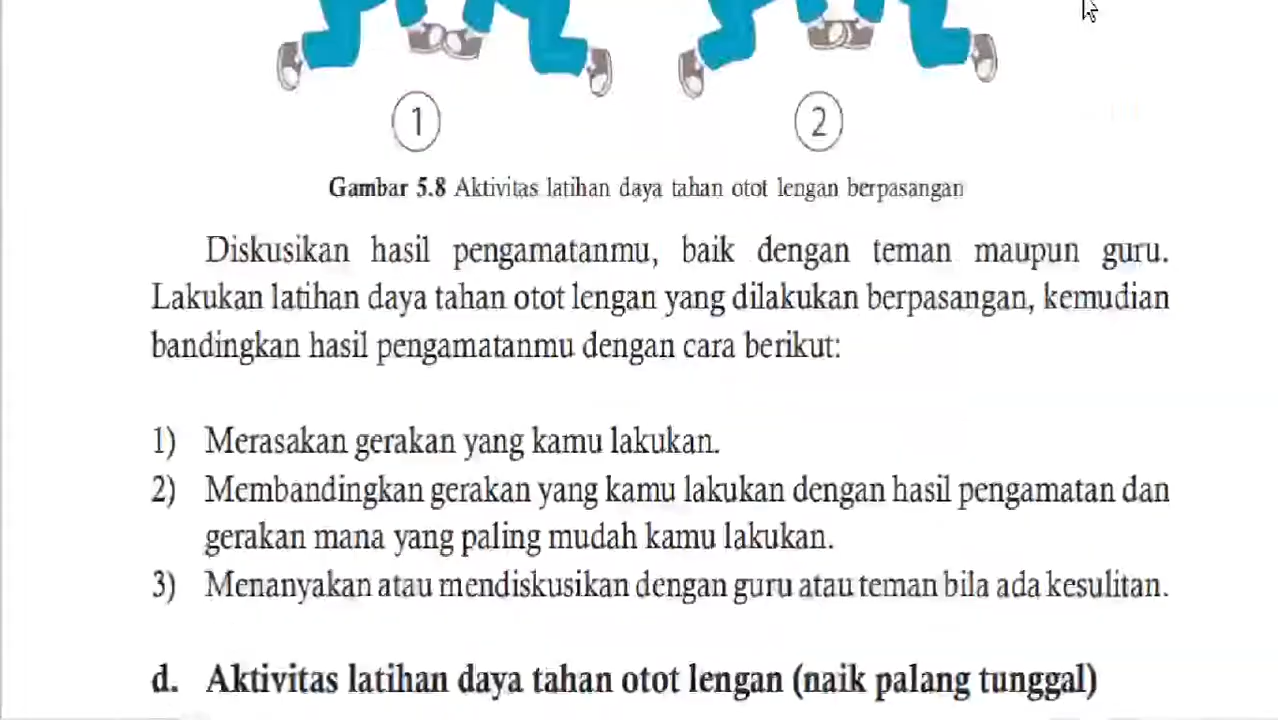 1
2
Gambar 5.8 Aktivitas latihan daya tahan otot lengan berpasangan
Diskusikan hasil pengamatanmu, baik dengan teman maupun guru.
Lakukan latihan daya tahan otot lengan yang dilakukan berpasangan, kemudian
bandingkan hasil pengamatanmu dengan cara berikut:
1) Merasakan gerakan yang kamu lakukan.
2) Membandingkan gerakan yang kamu lakukan dengan hasil pengamatan dan
gerakan mana yang paling mudah kamu lakukan.
3) Menanyakan atau mendiskusikan dengan guru atau teman bila ada kesulitan.
d. Aktivitas latihan daya tahan otot lengan (naik palang tunggal)